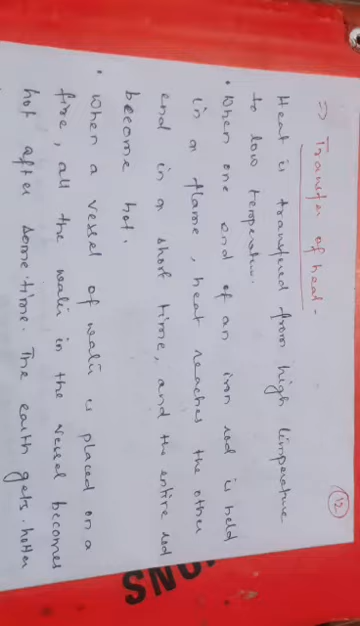 12
⇒ Transfer of heat -
Heat is transfured from high temperature
to low temperature.
• When one end of an iron rod is held
in a flame, heat reaches the other
end in a short time, and the entire rod
become hot.
• When a vessel of water is placed on a
fire, all the water in the vessel becomes
hot after some time. The earth gets hotter
ONS